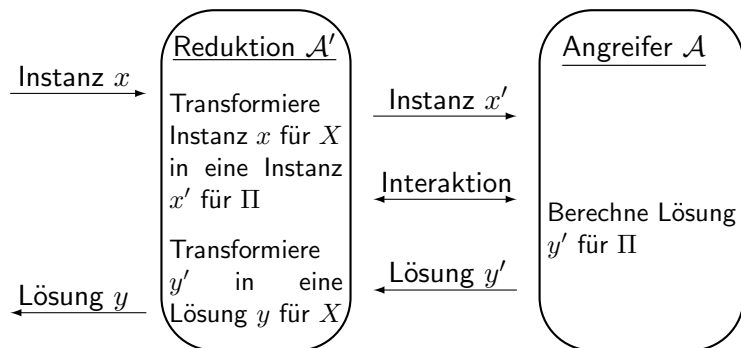 Reduktion 𝒜′
Angreifer 𝒜
Instanz x
Transformiere
Instanz x für X
in eine Instanz
x′ für Π
Instanz x′
Interaktion
Berechne Lösung
y′ für Π
Transformiere
y′ in eine
Lösung y für X
Lösung y′
Lösung y